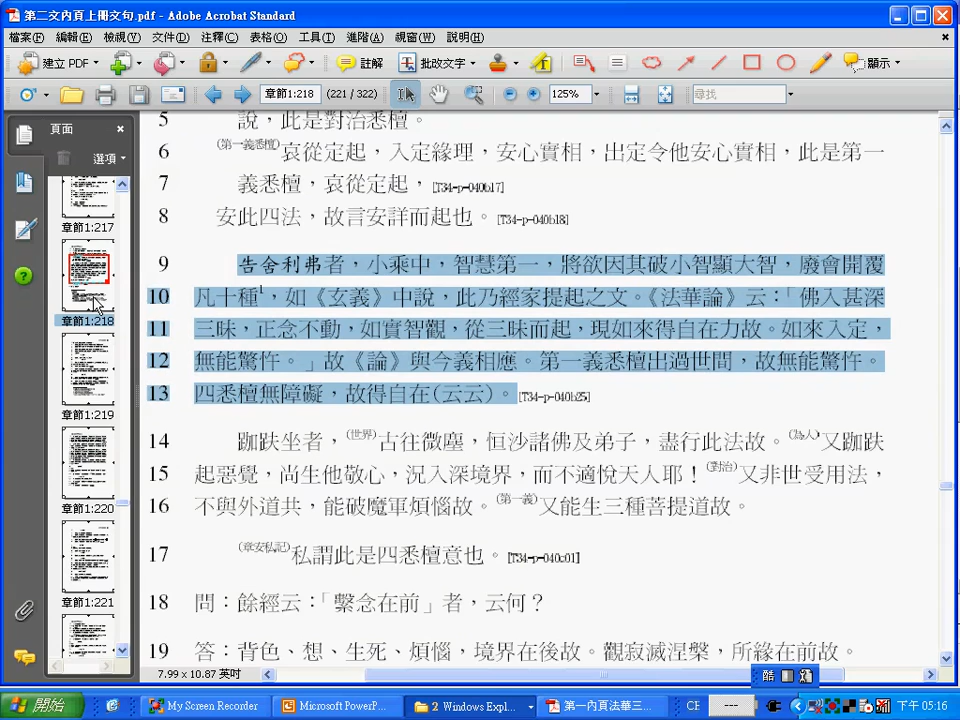 第二文內頁上冊文句.pdf - Adobe Acrobat Standard
檔案(F) 編輯(E) 檢視(V) 文件(D) 注釋(C) 表格(O) 工具(T) 進階(A) 視窗(W) 說明(H)
建立 PDF 註解 批改文字 顯示
章節1:218 (221 / 322) 125% 尋找
頁面
選項
章節1:217
章節1:218
章節1:219
章節1:220
章節1:221
5 說，此是對治悉檀。
6 (第一義悉檀)哀從定起，入定緣理，安心實相，出定令他安心實相，此是第一
7 義悉檀，哀從定起，[T34-p-040b17]
8 安此四法，故言安詳而起也。[T34-p-040b18]
9 告舍利弗者，小乘中，智慧第一，將欲因其破小智顯大智，廢會開覆
10 凡十種1，如《玄義》中說，此乃經家提起之文。《法華論》云：「佛入甚深
11 三昧，正念不動，如實智觀，從三昧而起，現如來得自在力故。如來入定，
12 無能驚忤。」故《論》與今義相應。第一義悉檀出過世間，故無能驚忤。
13 四悉檀無障礙，故得自在(云云)。[T34-p-040b25]
14 跏趺坐者，(世界)古往微塵，恒沙諸佛及弟子，盡行此法故。(為人)又跏趺
15 起惡覺，尚生他敬心，況入深境界，而不適悅天人耶！(對治)又非世受用法，
16 不與外道共，能破魔軍煩惱故。(第一義)又能生三種菩提道故。
17 (章安私記)私謂此是四悉檀意也。[T34-p-040c01]
18 問：餘經云：「繫念在前」者，云何？
19 答：背色、想、生死、煩惱，境界在後故。觀寂滅涅槃，所緣在前故。
7.99 x 10.87 英吋
酷
開始 My Screen Recorder Microsoft PowerP... 2 Windows Expl... 第一內頁法華三... CE --- 下午 05:16